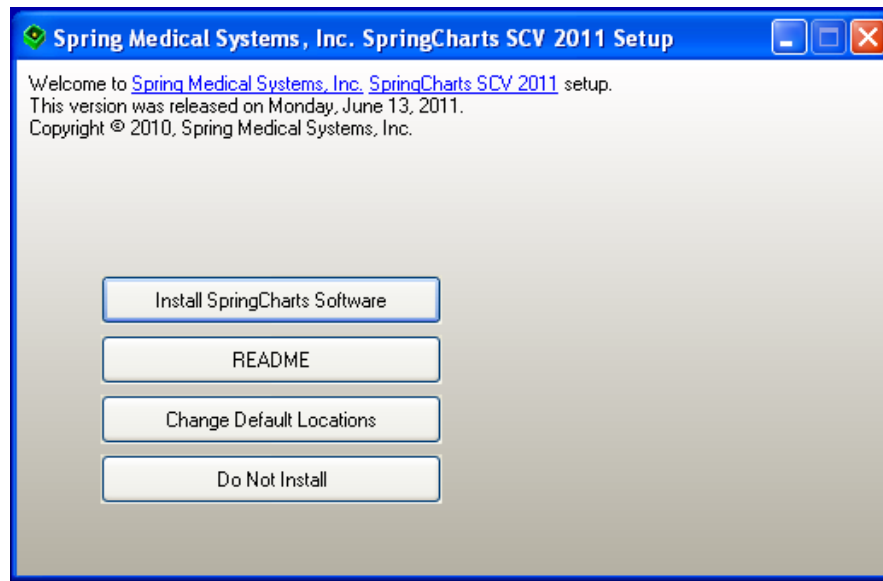 Spring Medical Systems, Inc. SpringCharts SCV 2011 Setup
Welcome to Spring Medical Systems, Inc. SpringCharts SCV 2011 setup.
This version was released on Monday, June 13, 2011.
Copyright © 2010, Spring Medical Systems, Inc.
Install SpringCharts Software
README
Change Default Locations
Do Not Install